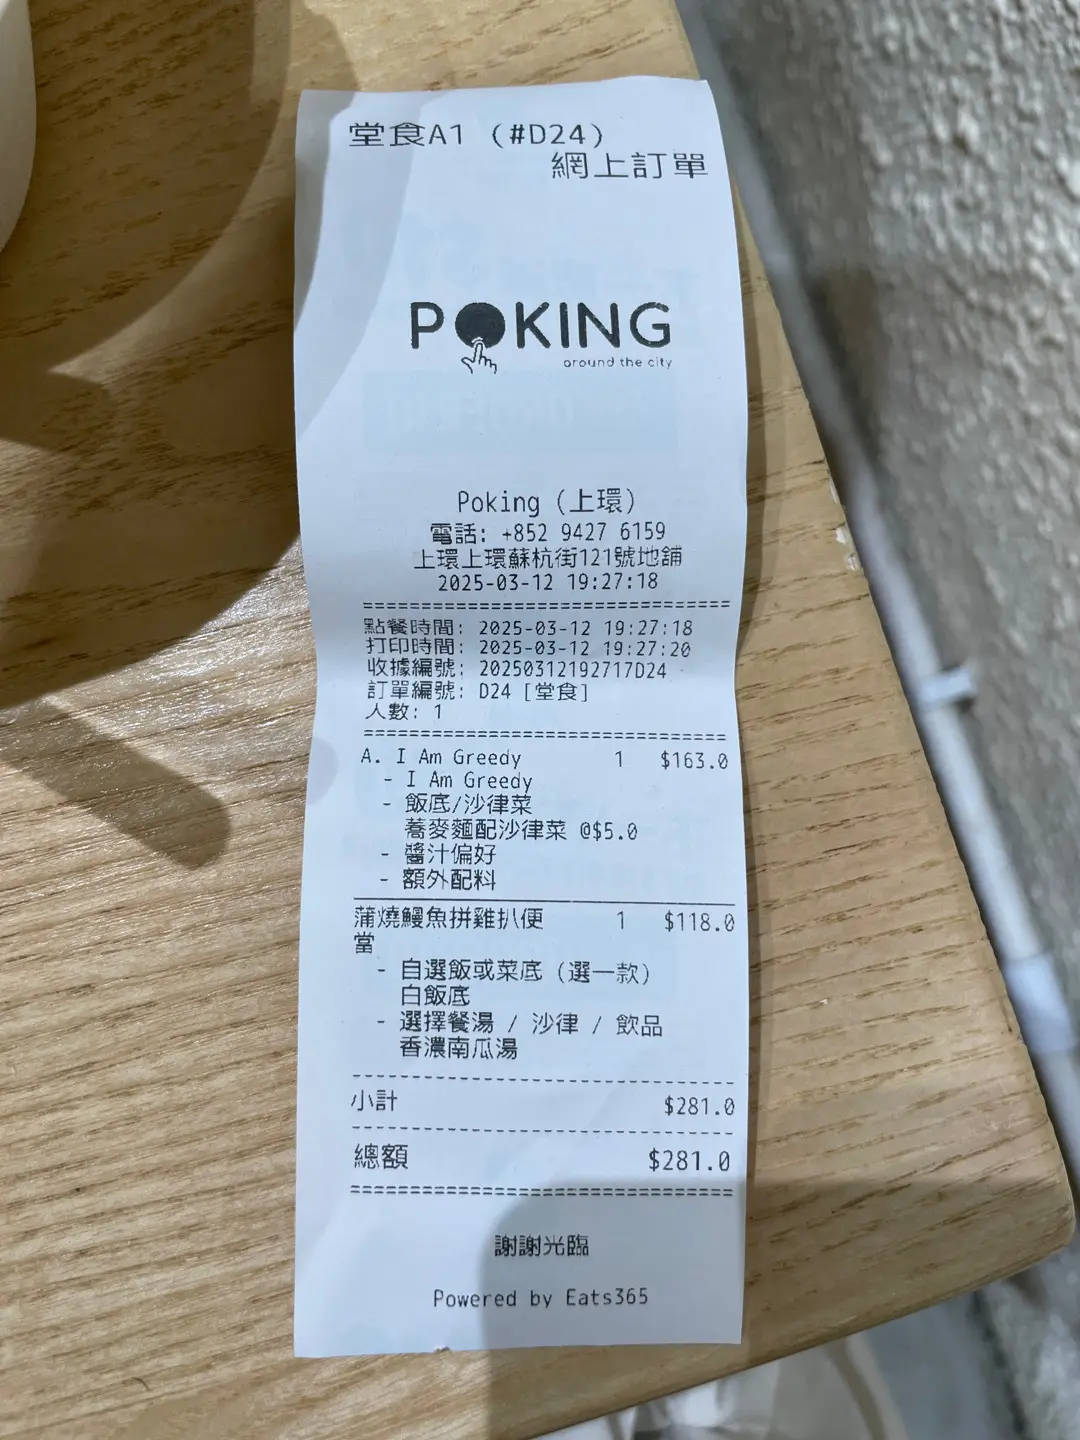 堂食A1 (#D24)
網上訂單
POKING
around the city
Poking (上環)
電話: +852 9427 6159
上環上環蘇杭街121號地舖
2025-03-12 19:27:18
點餐時間: 2025-03-12 19:27:18
打印時間: 2025-03-12 19:27:20
收據編號: 20250312192717D24
訂單編號: D24 [堂食]
人數: 1
A. I Am Greedy 1 $163.0
- I Am Greedy
- 飯底/沙律菜
蕎麥麵配沙律菜 @$5.0
- 醬汁偏好
- 額外配料
蒲燒鰻魚拼雞扒便 1 $118.0
當
- 自選飯或菜底 (選一款)
白飯底
- 選擇餐湯 / 沙律 / 飲品
香濃南瓜湯
小計 $281.0
總額 $281.0
謝謝光臨
Powered by Eats365